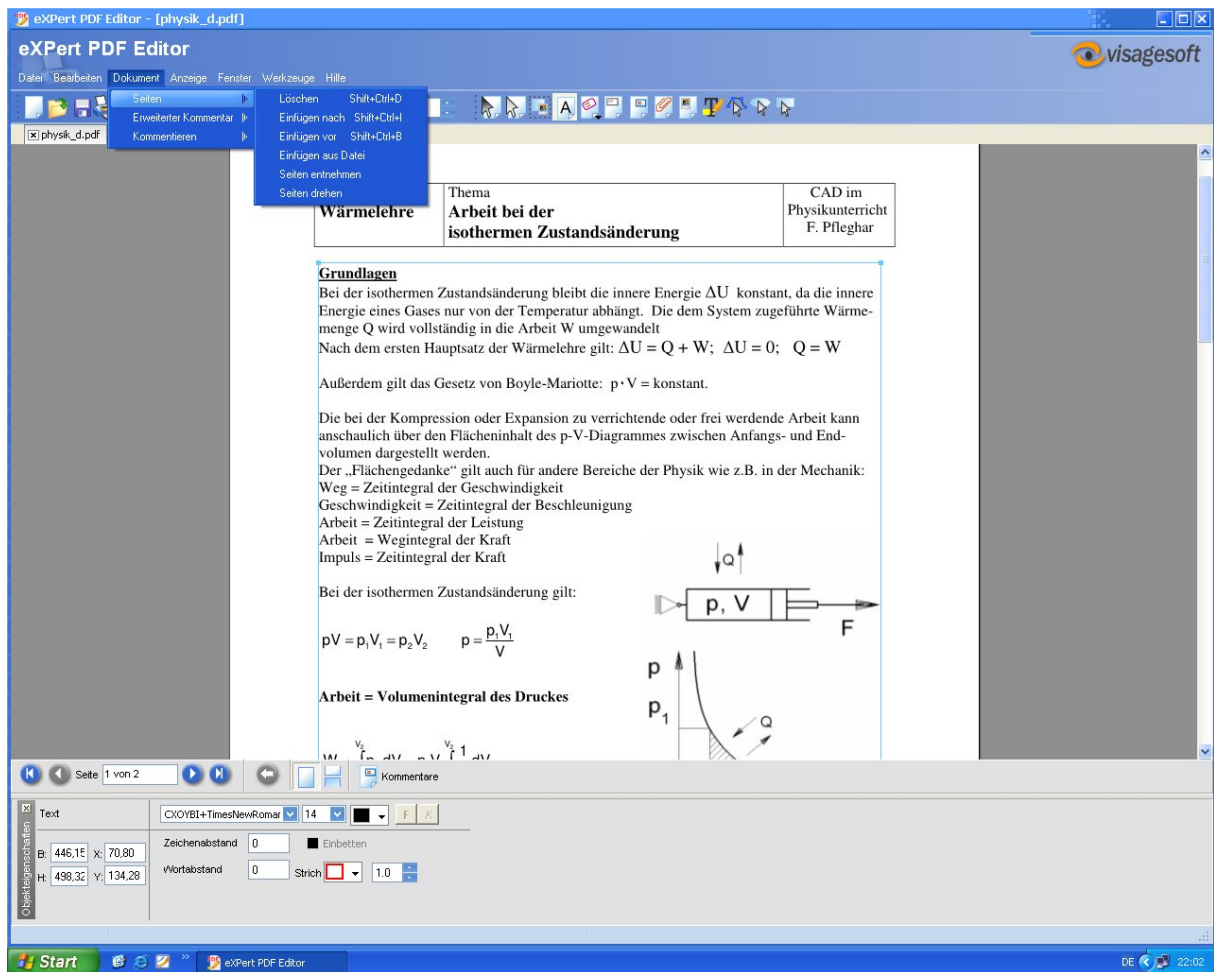 eXPert PDF Editor - [physik_d.pdf]
eXPert PDF Editor
visagesoft
Datei Bearbeiten Dokument Anzeige Fenster Werkzeuge Hilfe
Seiten
Erweiterter Kommentar
Kommentieren
Löschen Shift+Ctrl+D
Einfügen nach Shift+Ctrl+I
Einfügen vor Shift+Ctrl+B
Einfügen aus Datei
Seiten entnehmen
Seiten drehen
physik_d.pdf
Wärmelehre
Thema
Arbeit bei der
isothermen Zustandsänderung
CAD im
Physikunterricht
F. Pfleghar
Grundlagen
Bei der isothermen Zustandsänderung bleibt die innere Energie ΔU konstant, da die innere
Energie eines Gases nur von der Temperatur abhängt. Die dem System zugeführte Wärme-
menge Q wird vollständig in die Arbeit W umgewandelt
Nach dem ersten Hauptsatz der Wärmelehre gilt: ΔU = Q + W; ΔU = 0; Q = W
Außerdem gilt das Gesetz von Boyle-Mariotte: p · V = konstant.
Die bei der Kompression oder Expansion zu verrichtende oder frei werdende Arbeit kann
anschaulich über den Flächeninhalt des p-V-Diagrammes zwischen Anfangs- und End-
volumen dargestellt werden.
Der „Flächengedanke“ gilt auch für andere Bereiche der Physik wie z.B. in der Mechanik:
Weg = Zeitintegral der Geschwindigkeit
Geschwindigkeit = Zeitintegral der Beschleunigung
Arbeit = Zeitintegral der Leistung
Arbeit = Wegintegral der Kraft
Impuls = Zeitintegral der Kraft
Bei der isothermen Zustandsänderung gilt:
pV = p₁V₁ = p₂V₂ p = p₁V₁/V
Arbeit = Volumenintegral des Druckes
Q
p, V
F
p
p₁
Q
Seite 1 von 2
Kommentare
Objekteigenschaften
Text
CXOYBI+TimesNewRomar 14 F K
B: 446,15 X: 70,80
H: 498,32 Y: 134,28
Zeichenabstand 0 Einbetten
Wortabstand 0 Strich 1.0
Start
eXPert PDF Editor
DE 22:02